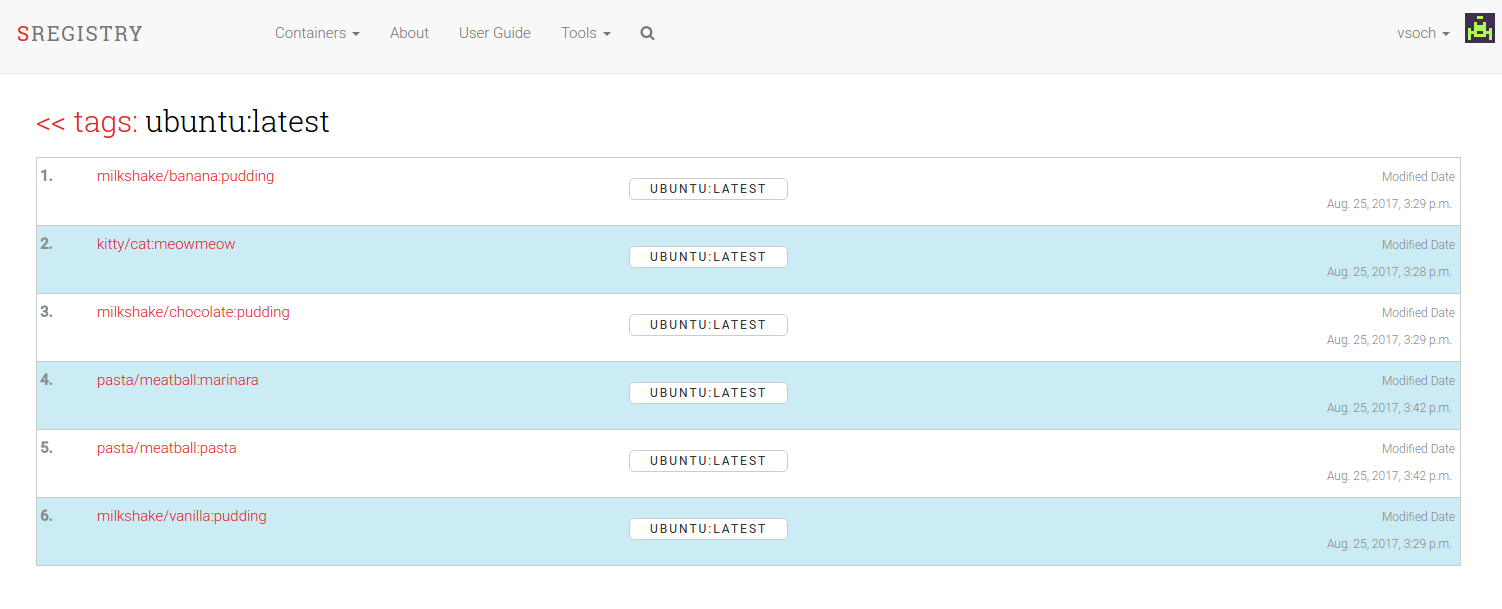 SREGISTRY Containers About User Guide Tools vsoch
<< tags: ubuntu:latest
1. milkshake/banana:pudding UBUNTU:LATEST Modified Date
Aug. 25, 2017, 3:29 p.m.
2. kitty/cat:meowmeow UBUNTU:LATEST Modified Date
Aug. 25, 2017, 3:28 p.m.
3. milkshake/chocolate:pudding UBUNTU:LATEST Modified Date
Aug. 25, 2017, 3:29 p.m.
4. pasta/meatball:marinara UBUNTU:LATEST Modified Date
Aug. 25, 2017, 3:42 p.m.
5. pasta/meatball:pasta UBUNTU:LATEST Modified Date
Aug. 25, 2017, 3:42 p.m.
6. milkshake/vanilla:pudding UBUNTU:LATEST Modified Date
Aug. 25, 2017, 3:29 p.m.